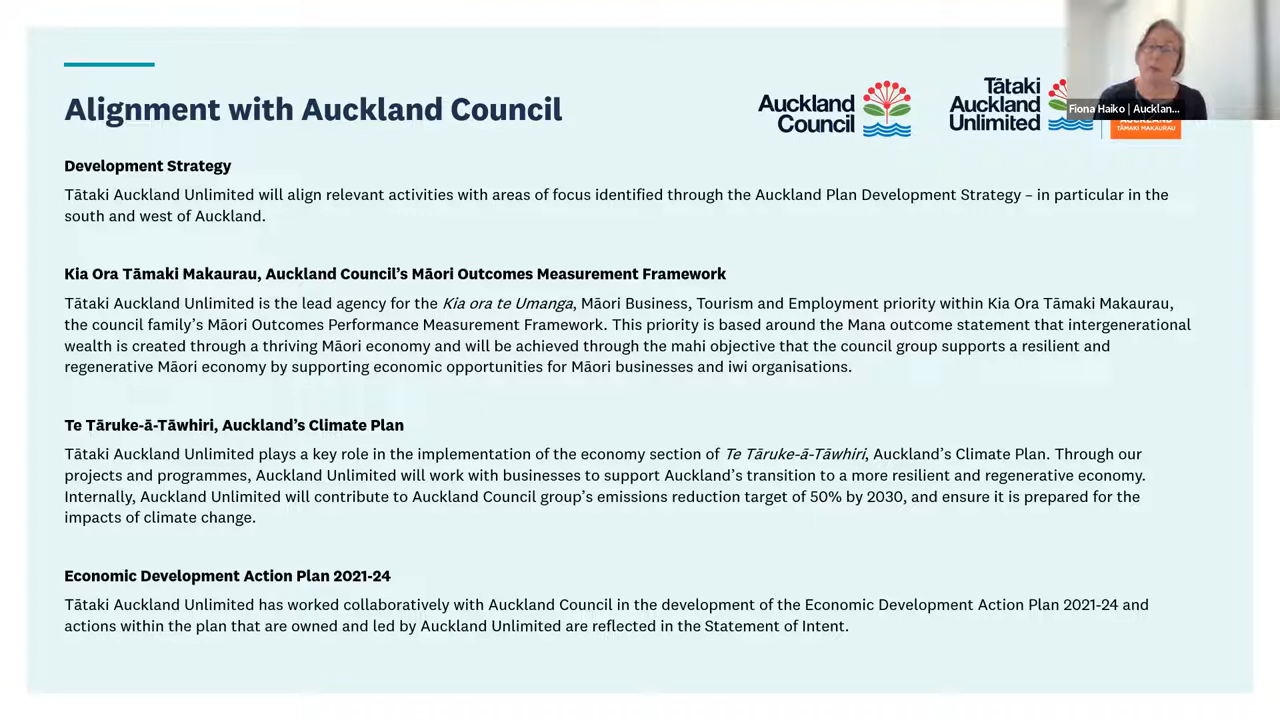 Alignment with Auckland Council
Auckland
Council
Tātaki
Auckland
Unlimited
Fiona Haiko | Aucklan...
TĀMAKI MAKAURAU
Development Strategy
Tātaki Auckland Unlimited will align relevant activities with areas of focus identified through the Auckland Plan Development Strategy – in particular in the
south and west of Auckland.
Kia Ora Tāmaki Makaurau, Auckland Council's Māori Outcomes Measurement Framework
Tātaki Auckland Unlimited is the lead agency for the Kia ora te Umanga, Māori Business, Tourism and Employment priority within Kia Ora Tāmaki Makaurau,
the council family's Māori Outcomes Performance Measurement Framework. This priority is based around the Mana outcome statement that intergenerational
wealth is created through a thriving Māori economy and will be achieved through the mahi objective that the council group supports a resilient and
regenerative Māori economy by supporting economic opportunities for Māori businesses and iwi organisations.
Te Tāruke-ā-Tāwhiri, Auckland's Climate Plan
Tātaki Auckland Unlimited plays a key role in the implementation of the economy section of Te Tāruke-ā-Tāwhiri, Auckland's Climate Plan. Through our
projects and programmes, Auckland Unlimited will work with businesses to support Auckland's transition to a more resilient and regenerative economy.
Internally, Auckland Unlimited will contribute to Auckland Council group's emissions reduction target of 50% by 2030, and ensure it is prepared for the
impacts of climate change.
Economic Development Action Plan 2021-24
Tātaki Auckland Unlimited has worked collaboratively with Auckland Council in the development of the Economic Development Action Plan 2021-24 and
actions within the plan that are owned and led by Auckland Unlimited are reflected in the Statement of Intent.